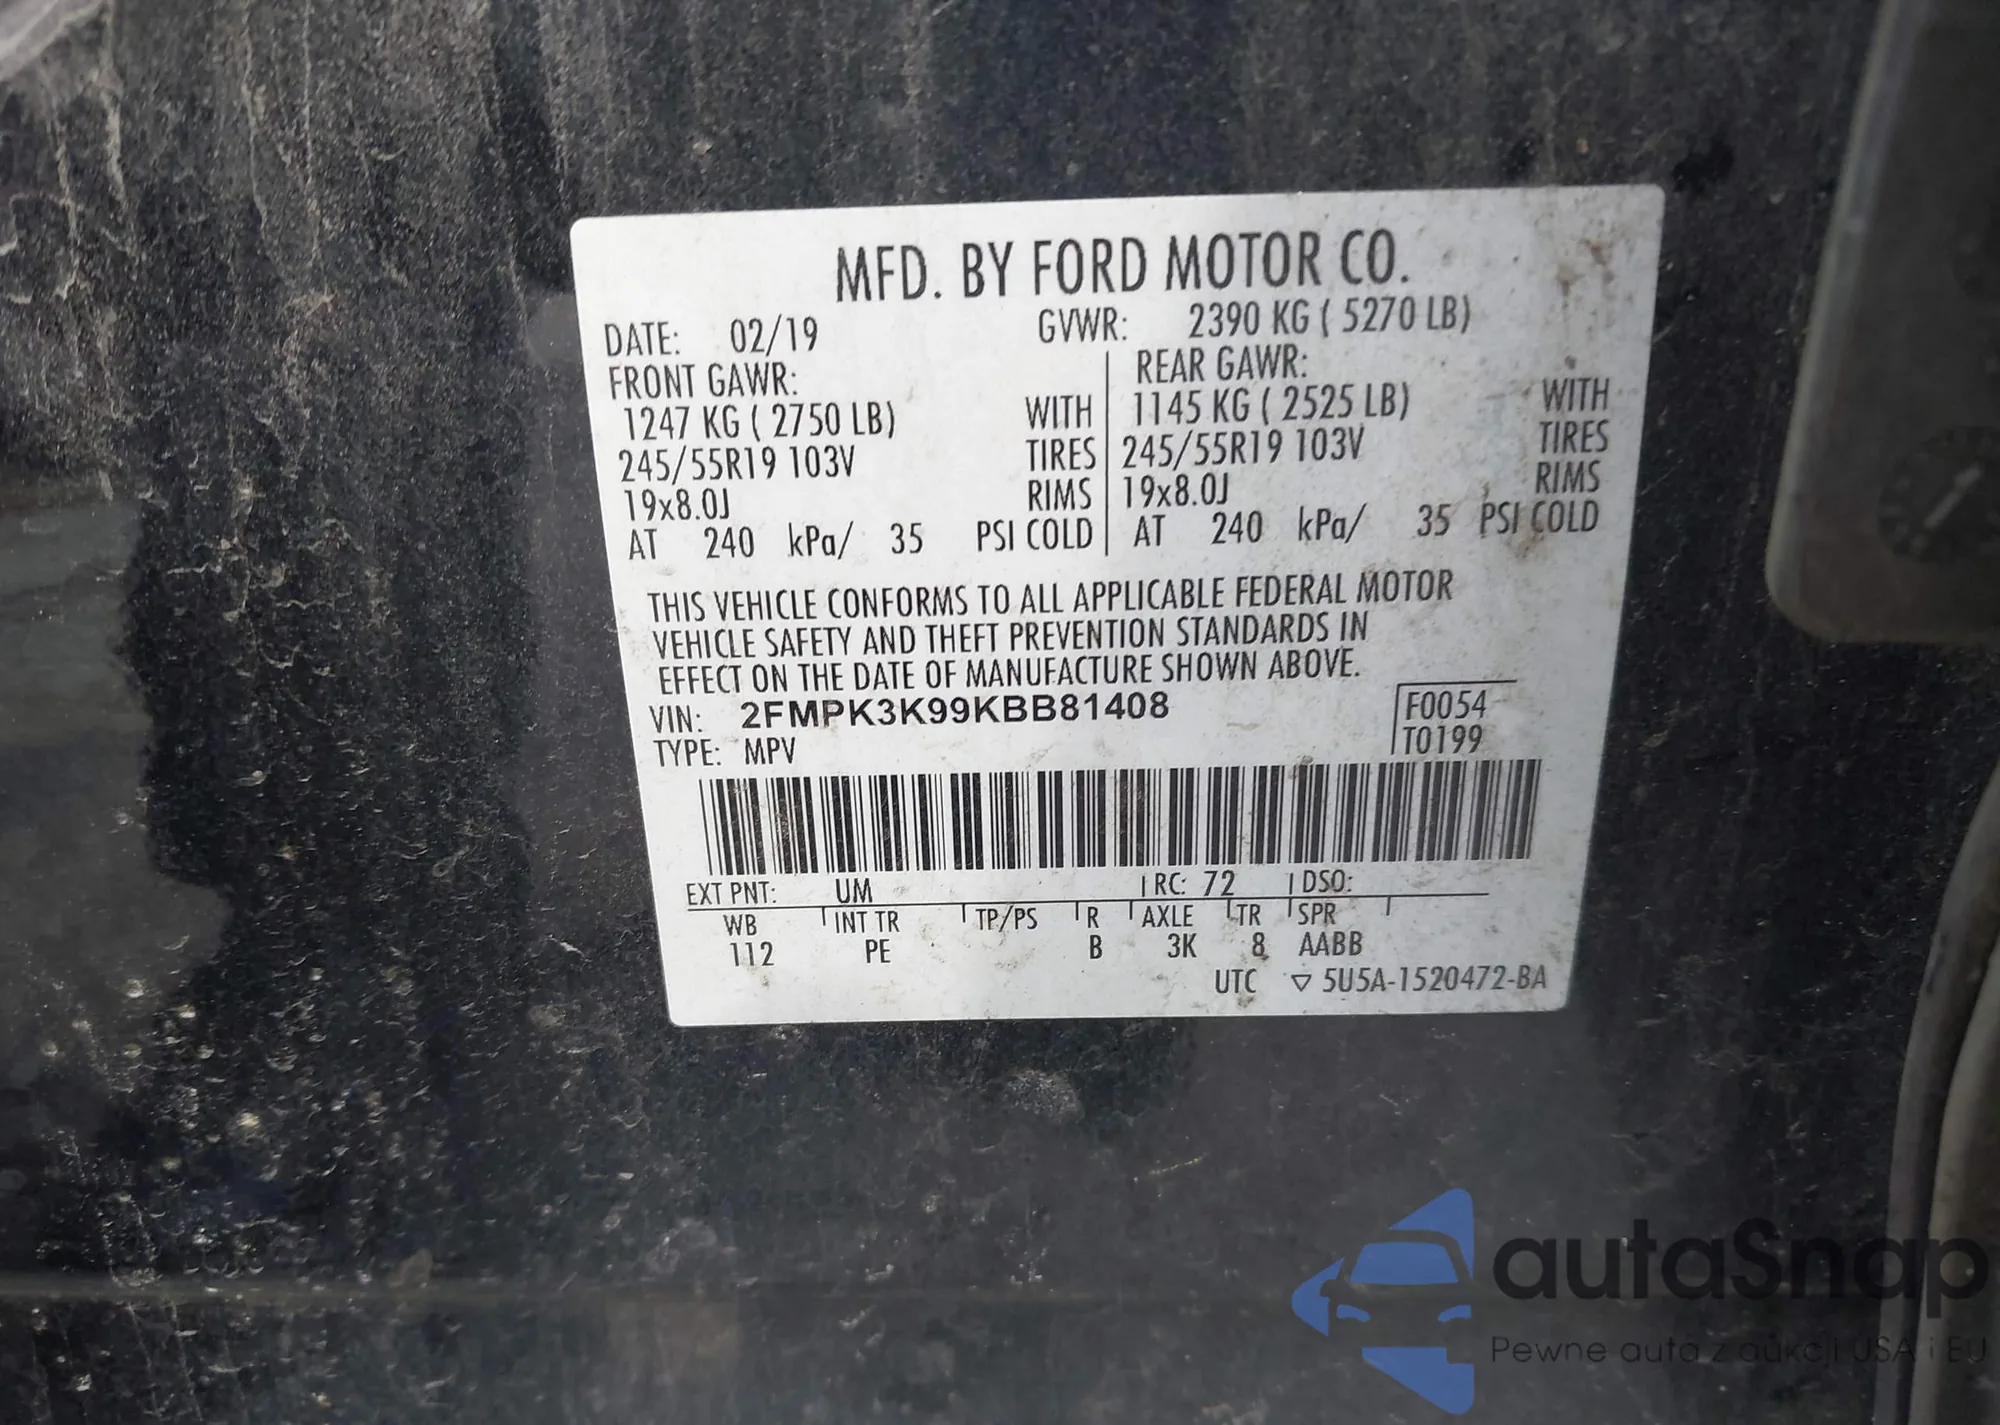 MFD. BY FORD MOTOR CO.
DATE: 02/19 GVWR: 2390 KG ( 5270 LB)
FRONT GAWR: REAR GAWR:
1247 KG ( 2750 LB) WITH 1145 KG ( 2525 LB) WITH
245/55R19 103V TIRES 245/55R19 103V TIRES
19x8.0J RIMS 19x8.0J RIMS
AT 240 kPa/ 35 PSI COLD AT 240 kPa/ 35 PSI COLD
THIS VEHICLE CONFORMS TO ALL APPLICABLE FEDERAL MOTOR
VEHICLE SAFETY AND THEFT PREVENTION STANDARDS IN
EFFECT ON THE DATE OF MANUFACTURE SHOWN ABOVE.
VIN: 2FMPK3K99KBB81408 F0054
TYPE: MPV T0199
EXT PNT: UM RC: 72 DSO:
WB INT TR TP/PS R AXLE TR SPR
112 PE B 3K 8 AABB
UTC ▽ 5U5A-1520472-BA
autaSnap
Pewne auta z aukcji USA i EU